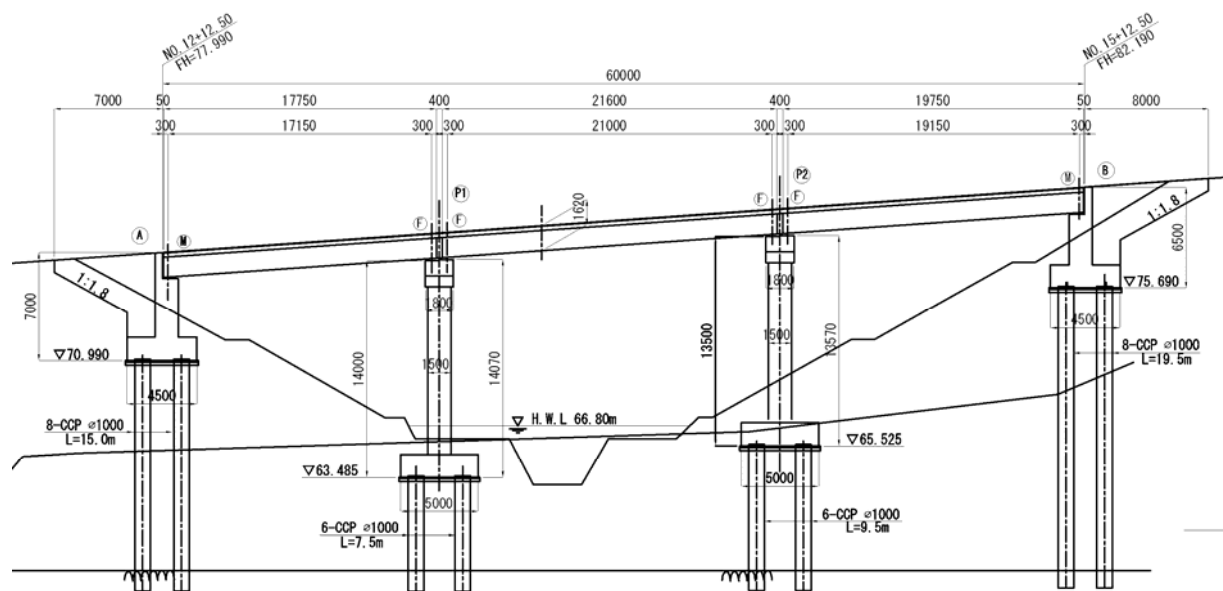 NO.12+12.50
FH=77.990
NO.15+12.50
FH=82.190
60000
7000
50
17750
400
21600
400
19750
50
8000
300
17150
300
300
21000
300
300
19150
300
A
M
F
P1
F
1620
F
P2
F
M
B
1:1.8
1:1.8
7000
6500
▽70.990
▽75.690
4500
4500
1800
1800
1500
1500
14000
14070
13500
13570
8-CCP ⌀1000
L=15.0m
8-CCP ⌀1000
L=19.5m
▽ H.W.L 66.80m
▽63.485
▽65.525
5000
5000
6-CCP ⌀1000
L=7.5m
6-CCP ⌀1000
L=9.5m